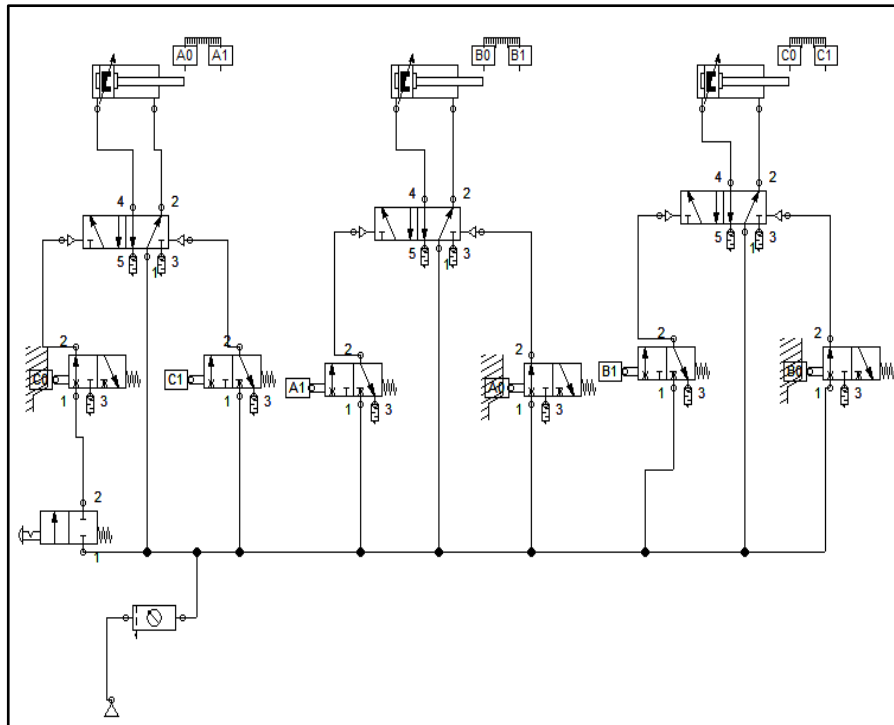 A0 A1 B0 B1 C0 C1
4 2 4 2 4 2
5 1 3 5 1 3 5 1 3
2 2 2 2 2 2
C0 C1 A1 A0 B1 B0
1 3 1 3 1 3 1 3 1 3 1 3
2
1